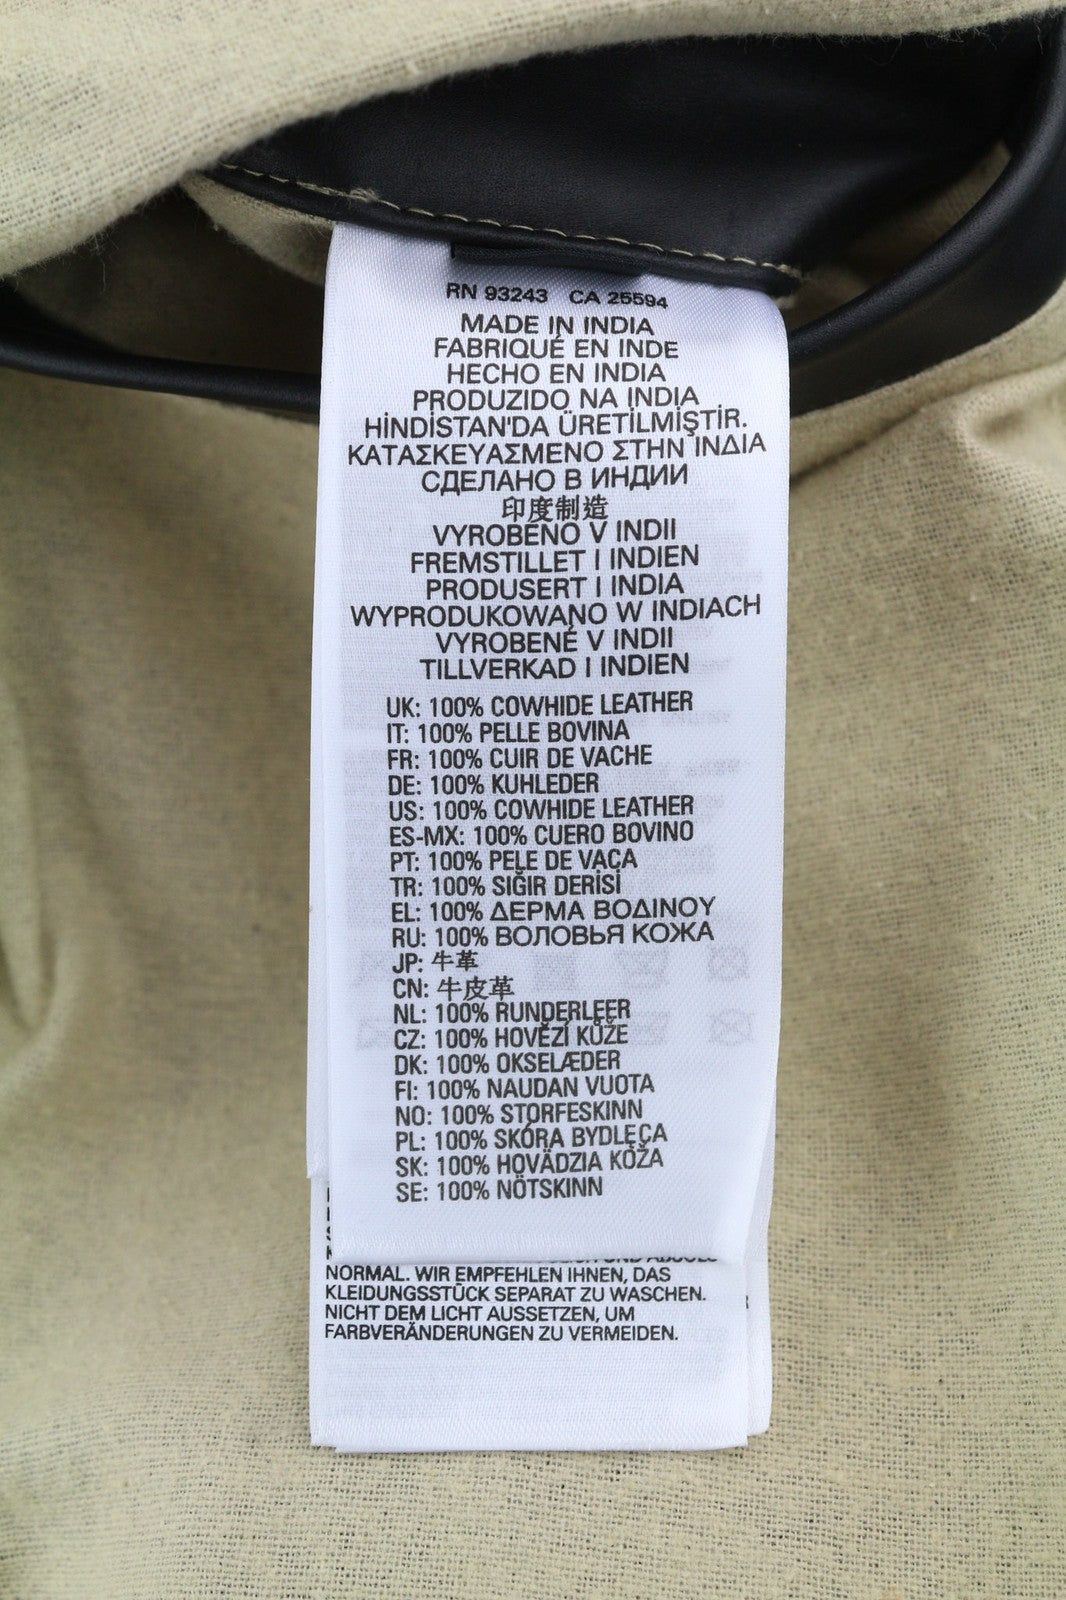 RN 93243 CA 25594
MADE IN INDIA
FABRIQUÉ EN INDE
HECHO EN INDIA
PRODUZIDO NA INDIA
HİNDİSTAN'DA ÜRETİLMİŞTİR.
ΚΑΤΑΣΚΕΥΑΣΜΕΝΟ ΣΤΗΝ ΙΝΔΙΑ
СДЕЛАНО В ИНДИИ
印度制造
VYROBENO V INDII
FREMSTILLET I INDIEN
PRODUSERT I INDIA
WYPRODUKOWANO W INDIACH
VYROBENÉ V INDII
TILLVERKAD I INDIEN
UK: 100% COWHIDE LEATHER
IT: 100% PELLE BOVINA
FR: 100% CUIR DE VACHE
DE: 100% KUHLEDER
US: 100% COWHIDE LEATHER
ES-MX: 100% CUERO BOVINO
PT: 100% PELE DE VACA
TR: 100% SIĞIR DERİSİ
EL: 100% ΔΕΡΜΑ ΒΟΔΙΝΟΥ
RU: 100% ВОЛОВЬЯ КОЖА
JP: 牛革
CN: 牛皮革
NL: 100% RUNDERLEER
CZ: 100% HOVĚZÍ KŮŽE
DK: 100% OKSELÆDER
FI: 100% NAUDAN VUOTA
NO: 100% STORFESKINN
PL: 100% SKÓRA BYDLĘCA
SK: 100% HOVÄDZIA KOŽA
SE: 100% NÖTSKINN
NORMAL. WIR EMPFEHLEN IHNEN, DAS
KLEIDUNGSSTÜCK SEPARAT ZU WASCHEN.
NICHT DEM LICHT AUSSETZEN, UM
FARBVERÄNDERUNGEN ZU VERMEIDEN.